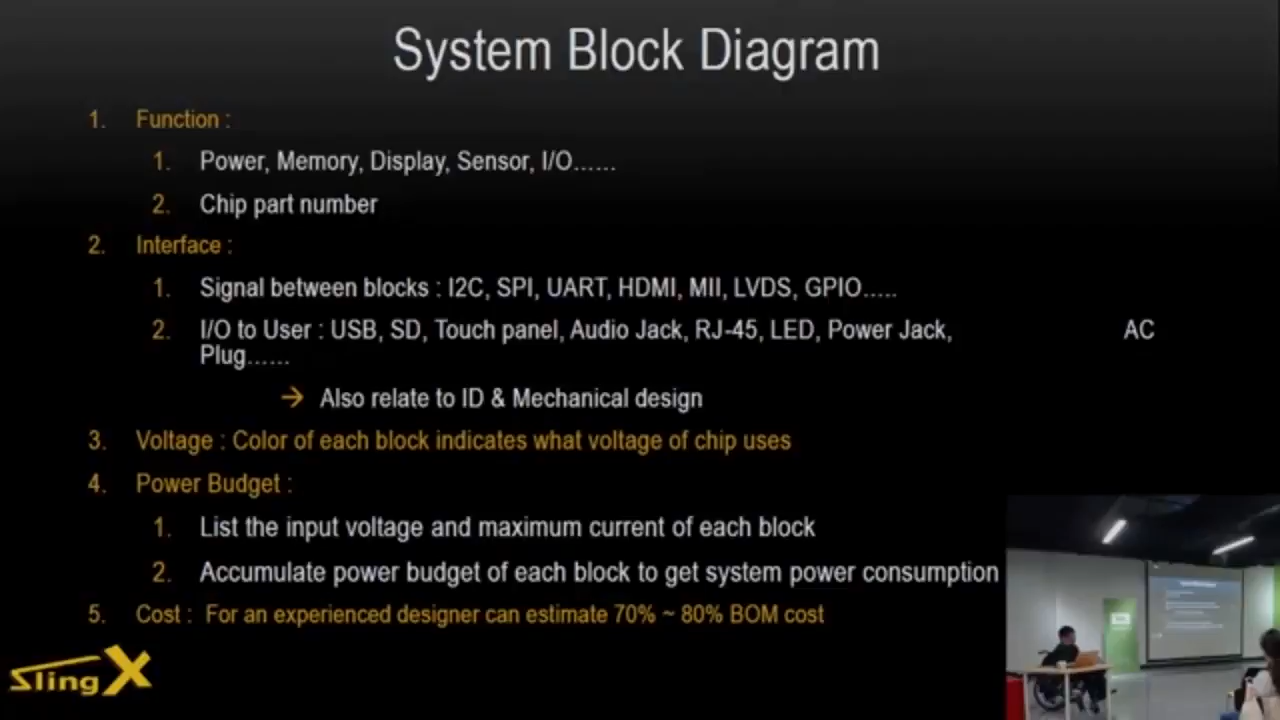 System Block Diagram
1. Function :
1. Power, Memory, Display, Sensor, I/O……
2. Chip part number
2. Interface :
1. Signal between blocks : I2C, SPI, UART, HDMI, MII, LVDS, GPIO…..
2. I/O to User : USB, SD, Touch panel, Audio Jack, RJ-45, LED, Power Jack, AC
Plug……
→ Also relate to ID & Mechanical design
3. Voltage : Color of each block indicates what voltage of chip uses
4. Power Budget :
1. List the input voltage and maximum current of each block
2. Accumulate power budget of each block to get system power consumption
5. Cost : For an experienced designer can estimate 70% ~ 80% BOM cost
SlingX